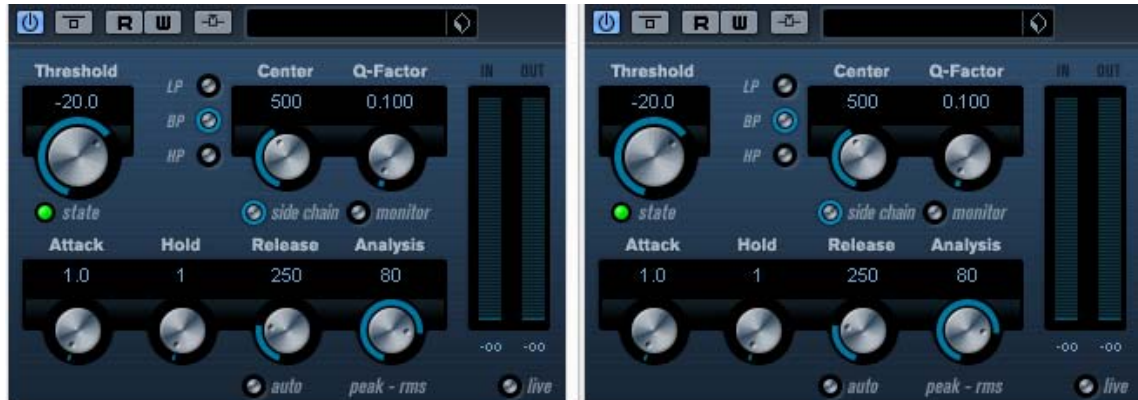 R W
Threshold Center Q-Factor IN OUT
-20.0 LP 500 0.100
BP
HP
state side chain monitor
Attack Hold Release Analysis
1.0 1 250 80
-oo -oo
auto peak - rms live
R W
Threshold Center Q-Factor IN OUT
-20.0 LP 500 0.100
BP
HP
state side chain monitor
Attack Hold Release Analysis
1.0 1 250 80
-oo -oo
auto peak - rms live